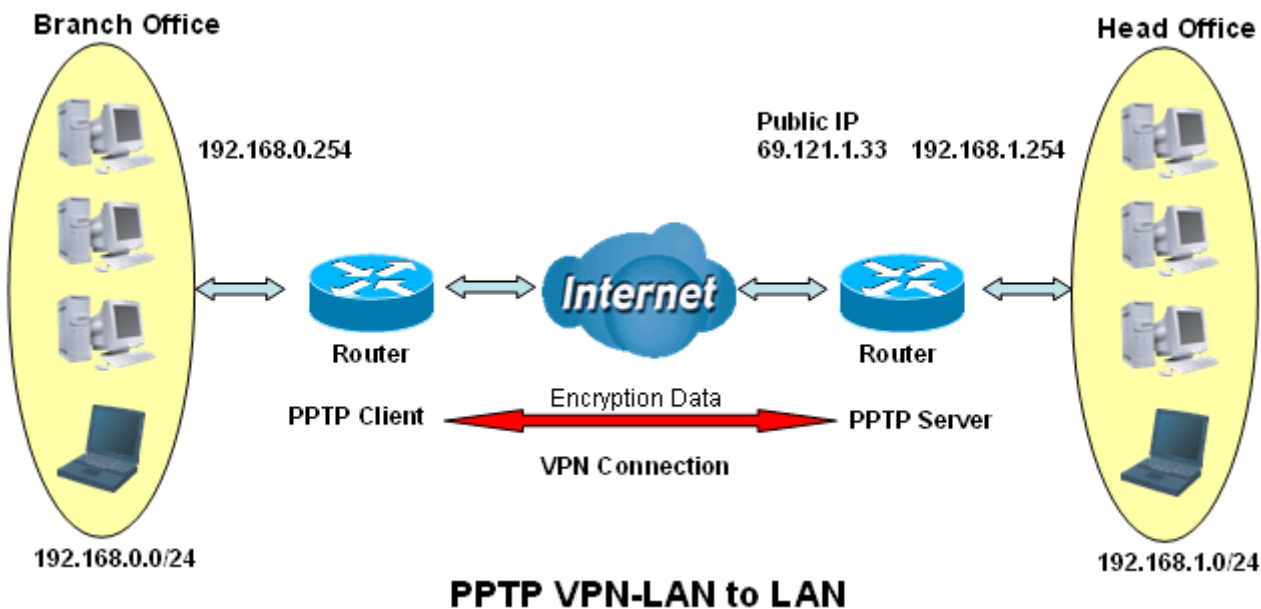 Branch Office
Head Office
192.168.0.254
Public IP
69.121.1.33 192.168.1.254
Internet
Router
Router
PPTP Client
Encryption Data
PPTP Server
VPN Connection
192.168.0.0/24
192.168.1.0/24
PPTP VPN-LAN to LAN